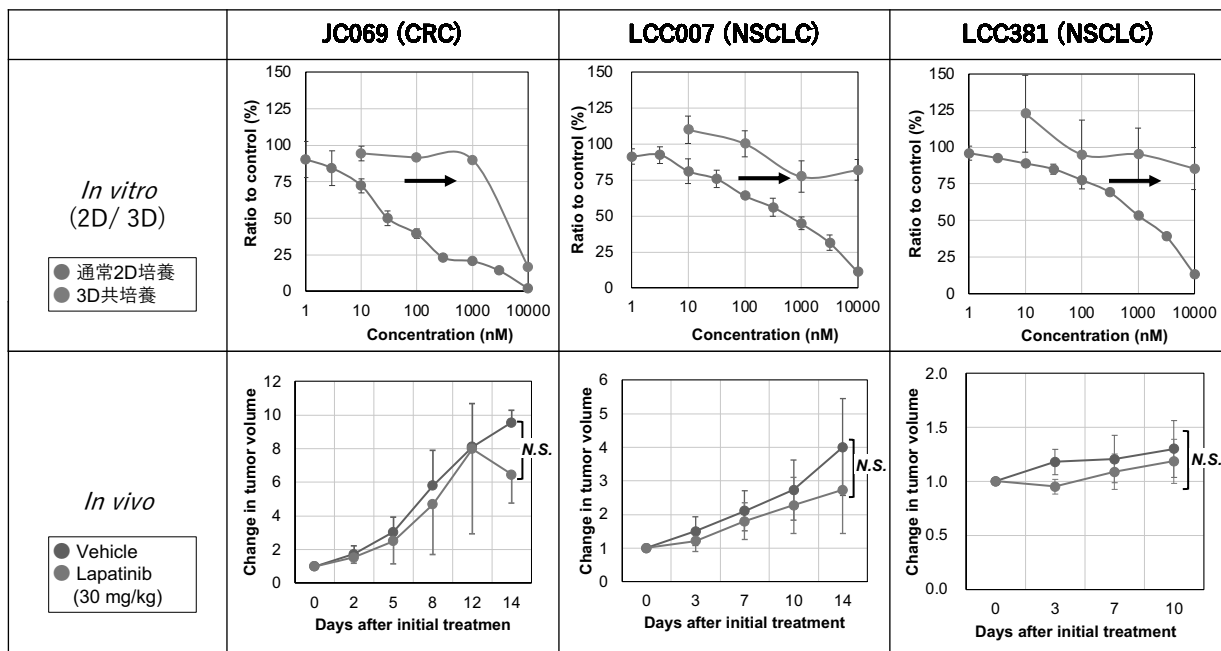 JC069 (CRC)
LCC007 (NSCLC)
LCC381 (NSCLC)
In vitro
(2D/ 3D)
通常2D培養
3D共培養
Ratio to control (%)
150
125
100
75
50
25
0
1
10
100
1000
10000
Concentration (nM)
Ratio to control (%)
150
125
100
75
50
25
0
1
10
100
1000
10000
Concentration (nM)
Ratio to control (%)
150
125
100
75
50
25
0
1
10
100
1000
10000
Concentration (nM)
In vivo
Vehicle
Lapatinib
(30 mg/kg)
Change in tumor volume
12
10
8
6
4
2
0
0
2
5
8
12
14
N.S.
Days after initial treatmen
Change in tumor volume
6
5
4
3
2
1
0
0
3
7
10
14
N.S.
Days after initial treatment
Change in tumor volume
2.0
1.5
1.0
0.5
0.0
0
3
7
10
N.S.
Days after initial treatment